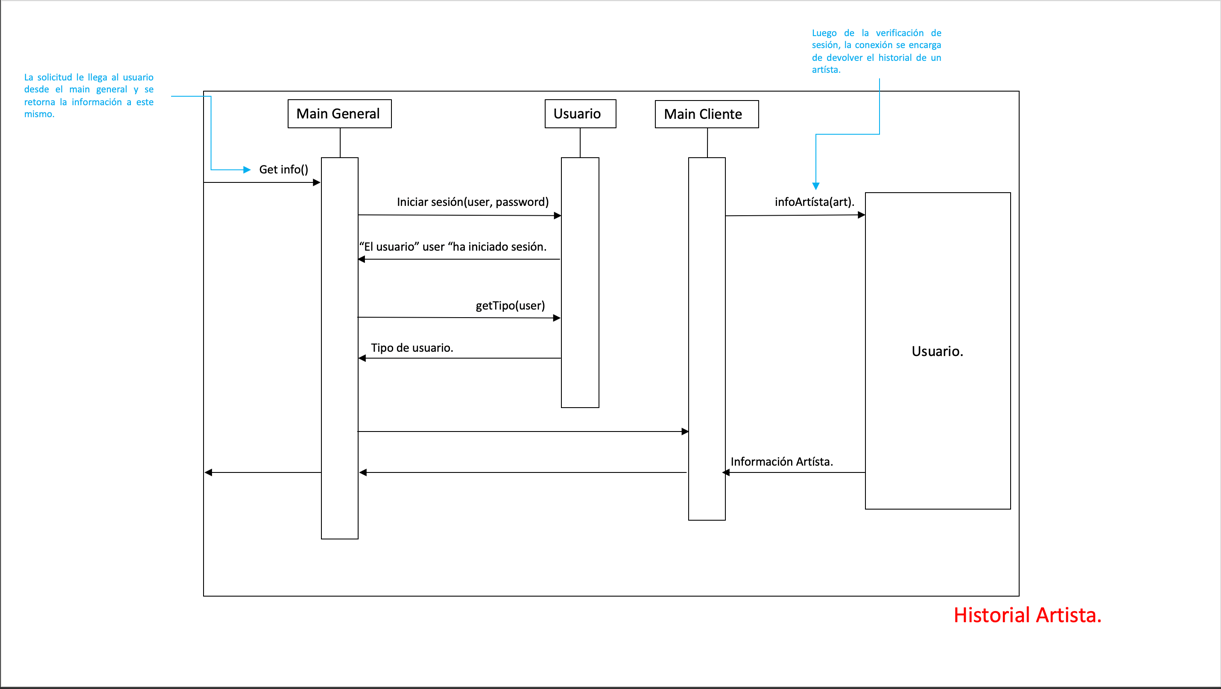 Luego de la verificación de
sesión, la conexión se encarga
de devolver el historial de un
artísta.
La solicitud le llega al usuario
desde el main general y se
retorna la información a este
mismo.
Main General
Usuario
Main Cliente
Get info()
Iniciar sesión(user, password)
infoArtísta(art).
“El usuario” user “ha iniciado sesión.
getTipo(user)
Tipo de usuario.
Usuario.
Información Artísta.
Historial Artista.